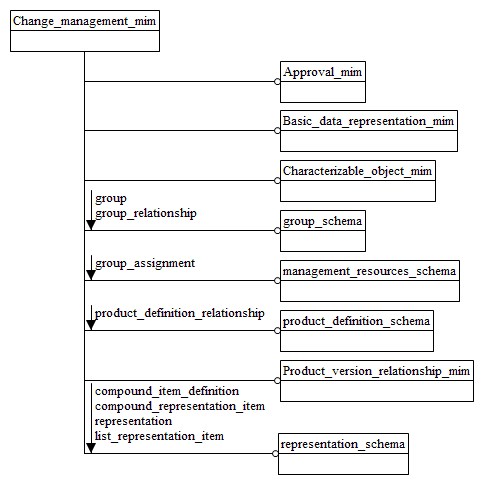 Change_management_mim
Approval_mim
Basic_data_representation_mim
Characterizable_object_mim
group
group_relationship
group_schema
group_assignment
management_resources_schema
product_definition_relationship
product_definition_schema
Product_version_relationship_mim
compound_item_definition
compound_representation_item
representation
list_representation_item
representation_schema